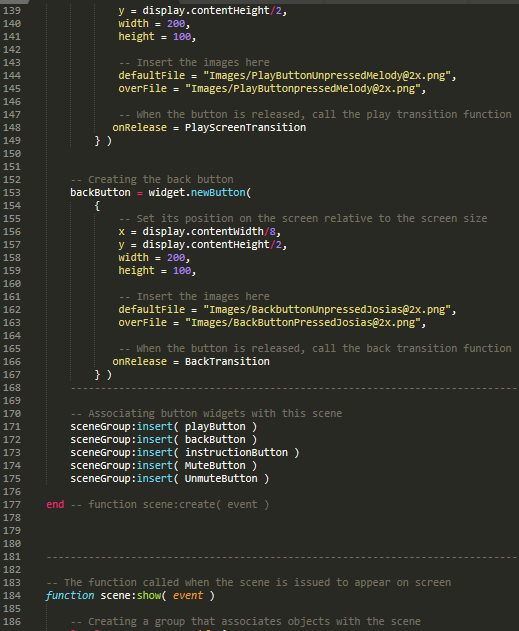 139 y = display.contentHeight/2,
140 width = 200,
141 height = 100,
142
143 -- Insert the images here
144 defaultFile = "Images/PlayButtonUnpressedMelody@2x.png",
145 overFile = "Images/PlayButtonpressedMelody@2x.png",
146
147 -- When the button is released, call the play transition function
148 onRelease = PlayScreenTransition
149 } )
150
151
152 -- Creating the back button
153 backButton = widget.newButton(
154 {
155 -- Set its position on the screen relative to the screen size
156 x = display.contentWidth/8,
157 y = display.contentHeight/2,
158 width = 200,
159 height = 100,
160
161 -- Insert the images here
162 defaultFile = "Images/BackbuttonUnpressedJosias@2x.png",
163 overFile = "Images/BackButtonPressedJosias@2x.png",
164
165 -- When the button is released, call the back transition function
166 onRelease = BackTransition
167 } )
168 ---------------------------------------------------------------------------
169
170 -- Associating button widgets with this scene
171 sceneGroup:insert( playButton )
172 sceneGroup:insert( backButton )
173 sceneGroup:insert( instructionButton )
174 sceneGroup:insert( MuteButton )
175 sceneGroup:insert( UnmuteButton )
176
177 end -- function scene:create( event )
178
179
180
181 -------------------------------------------------------------------------------
182
183 -- The function called when the scene is issued to appear on screen
184 function scene:show( event )
185
186 -- Creating a group that associates objects with the scene